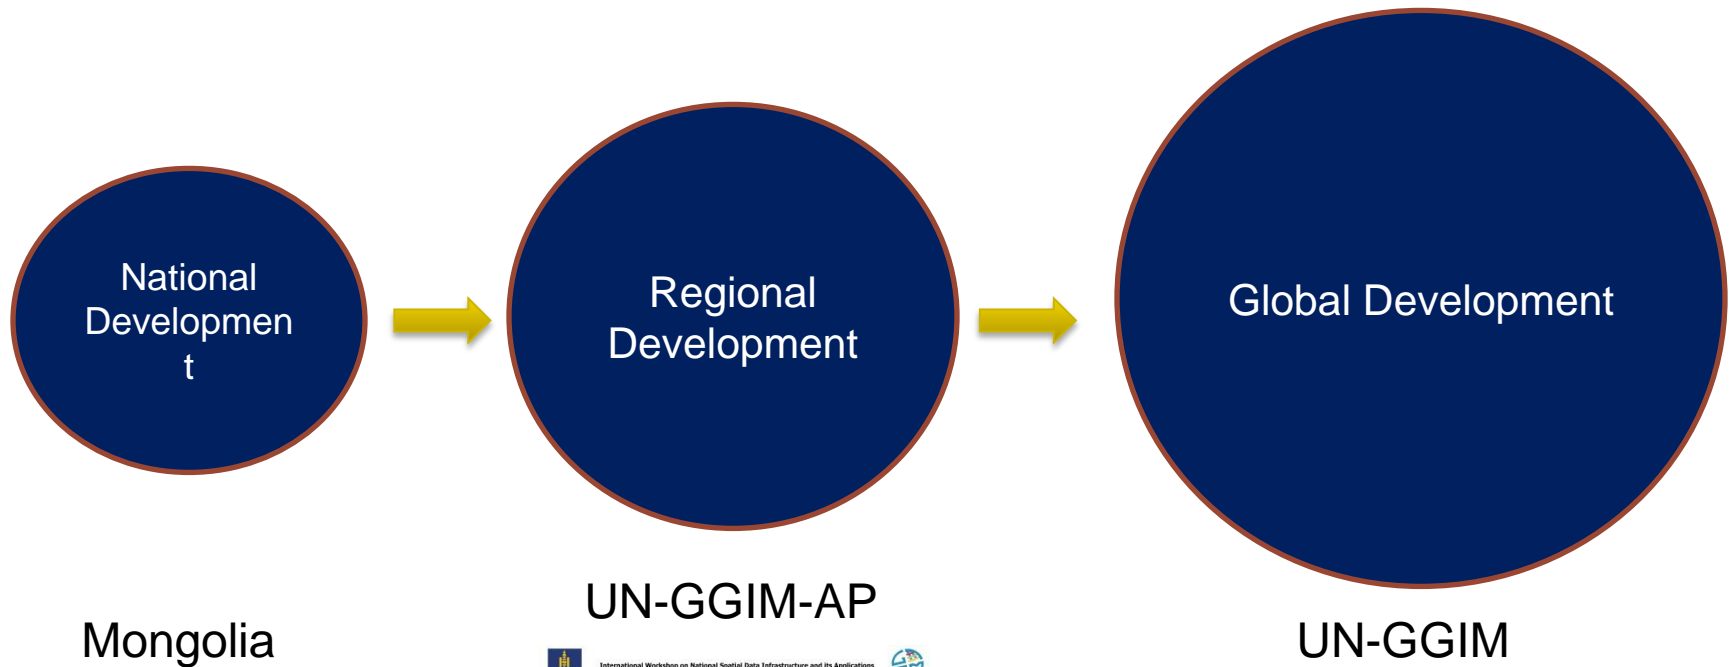 National
Developmen
t
Regional
Development
Global Development
Mongolia
UN-GGIM-AP
UN-GGIM
International Workshop on National Spatial Data Infrastructure and its Applications